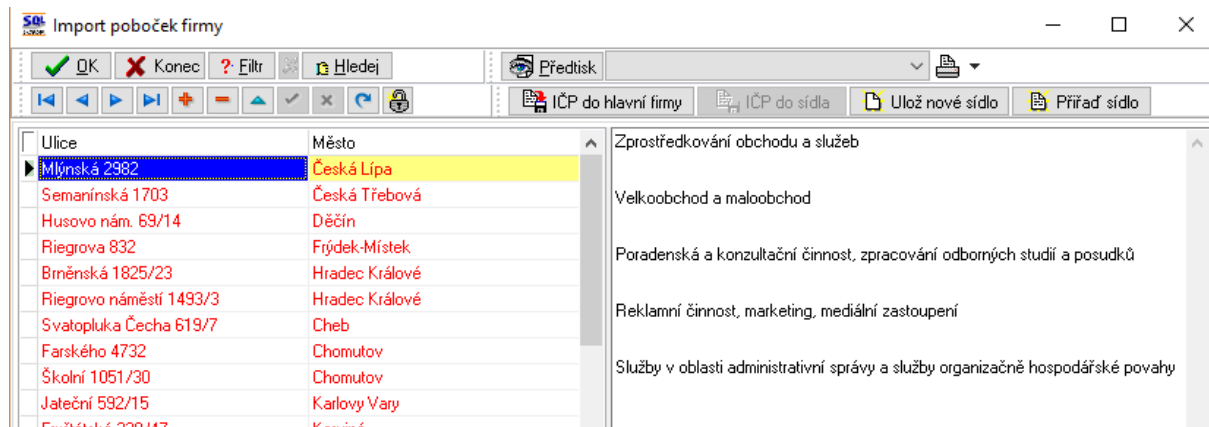 SQL
Import poboček firmy
OK Konec ?· Filtr Hledej Předtisk
IČP do hlavní firmy IČP do sídla Ulož nové sídlo Přiřaď sídlo
Ulice Město
Mlýnská 2982 Česká Lípa
Semanínská 1703 Česká Třebová
Husovo nám. 69/14 Děčín
Riegrova 832 Frýdek-Místek
Brněnská 1825/23 Hradec Králové
Riegrovo náměstí 1493/3 Hradec Králové
Svatopluka Čecha 619/7 Cheb
Farského 4732 Chomutov
Školní 1051/30 Chomutov
Jateční 592/15 Karlovy Vary
Zprostředkování obchodu a služeb
Velkoobchod a maloobchod
Poradenská a konzultační činnost, zpracování odborných studií a posudků
Reklamní činnost, marketing, mediální zastoupení
Služby v oblasti administrativní správy a služby organizačně hospodářské povahy